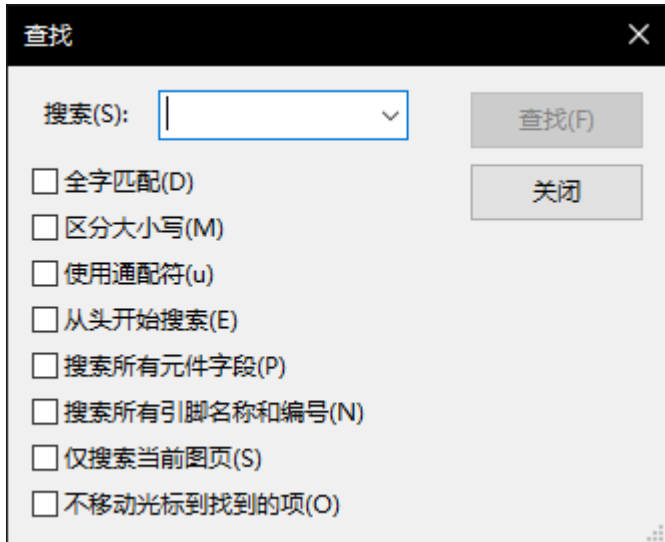 查找
搜索(S):
查找(F)
全字匹配(D)
关闭
区分大小写(M)
使用通配符(u)
从头开始搜索(E)
搜索所有元件字段(P)
搜索所有引脚名称和编号(N)
仅搜索当前图页(S)
不移动光标到找到的项(O)